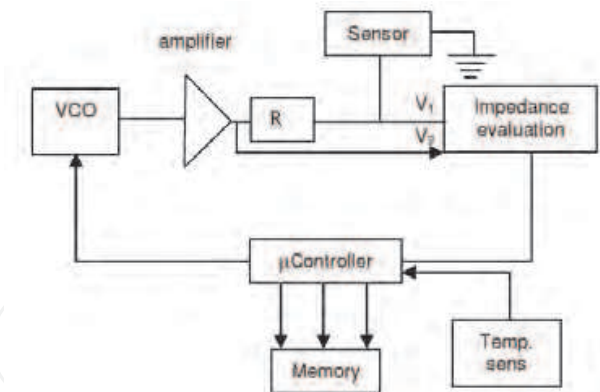 amplifier
Sensor
VCO
R
V1
V2
Impedance
evaluation
μController
Temp.
sens
Memory